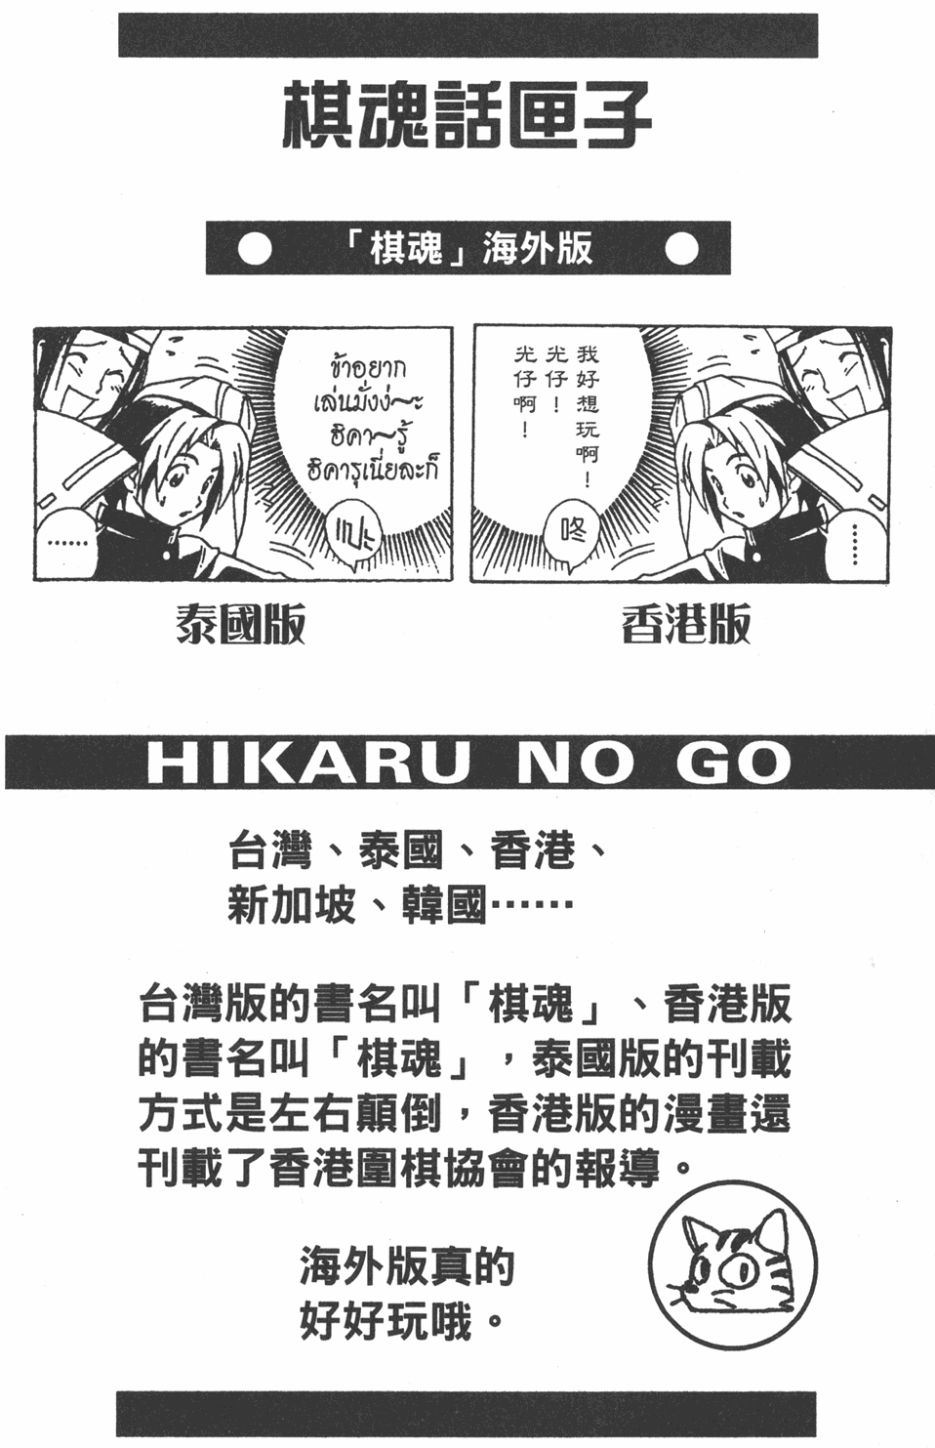 棋魂話匣子
「棋魂」海外版
ข้าอยาก
เล่นมั่งง่~ะ
ฮิคา~รู้
ฮิคารุเนี่ยละก็
แปะ
……
泰國版
我好想玩啊！
光仔！
光仔啊！
咚
……
香港版
HIKARU NO GO
台灣、泰國、香港、
新加坡、韓國……
台灣版的書名叫「棋魂」、香港版
的書名叫「棋魂」，泰國版的刊載
方式是左右顛倒，香港版的漫畫還
刊載了香港圍棋協會的報導。
海外版真的
好好玩哦。